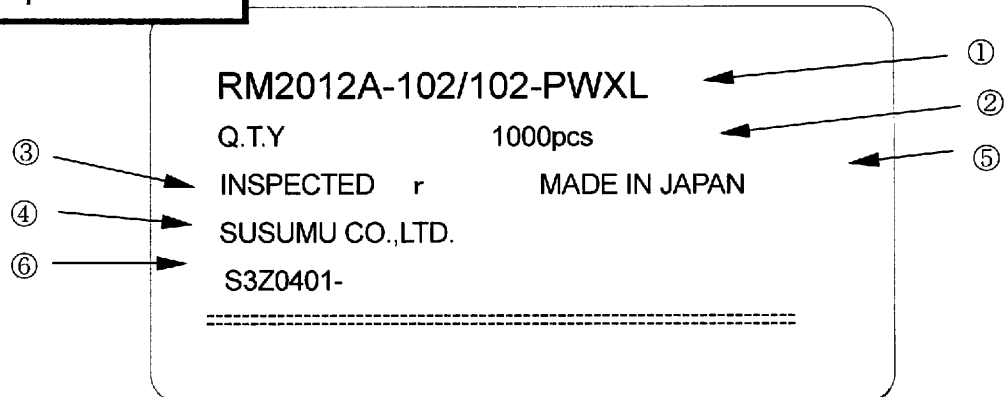 RM2012A-102/102-PWXL ①
Q.T.Y 1000pcs ②
③ INSPECTED r MADE IN JAPAN ⑤
④ SUSUMU CO.,LTD.
⑥ S3Z0401-